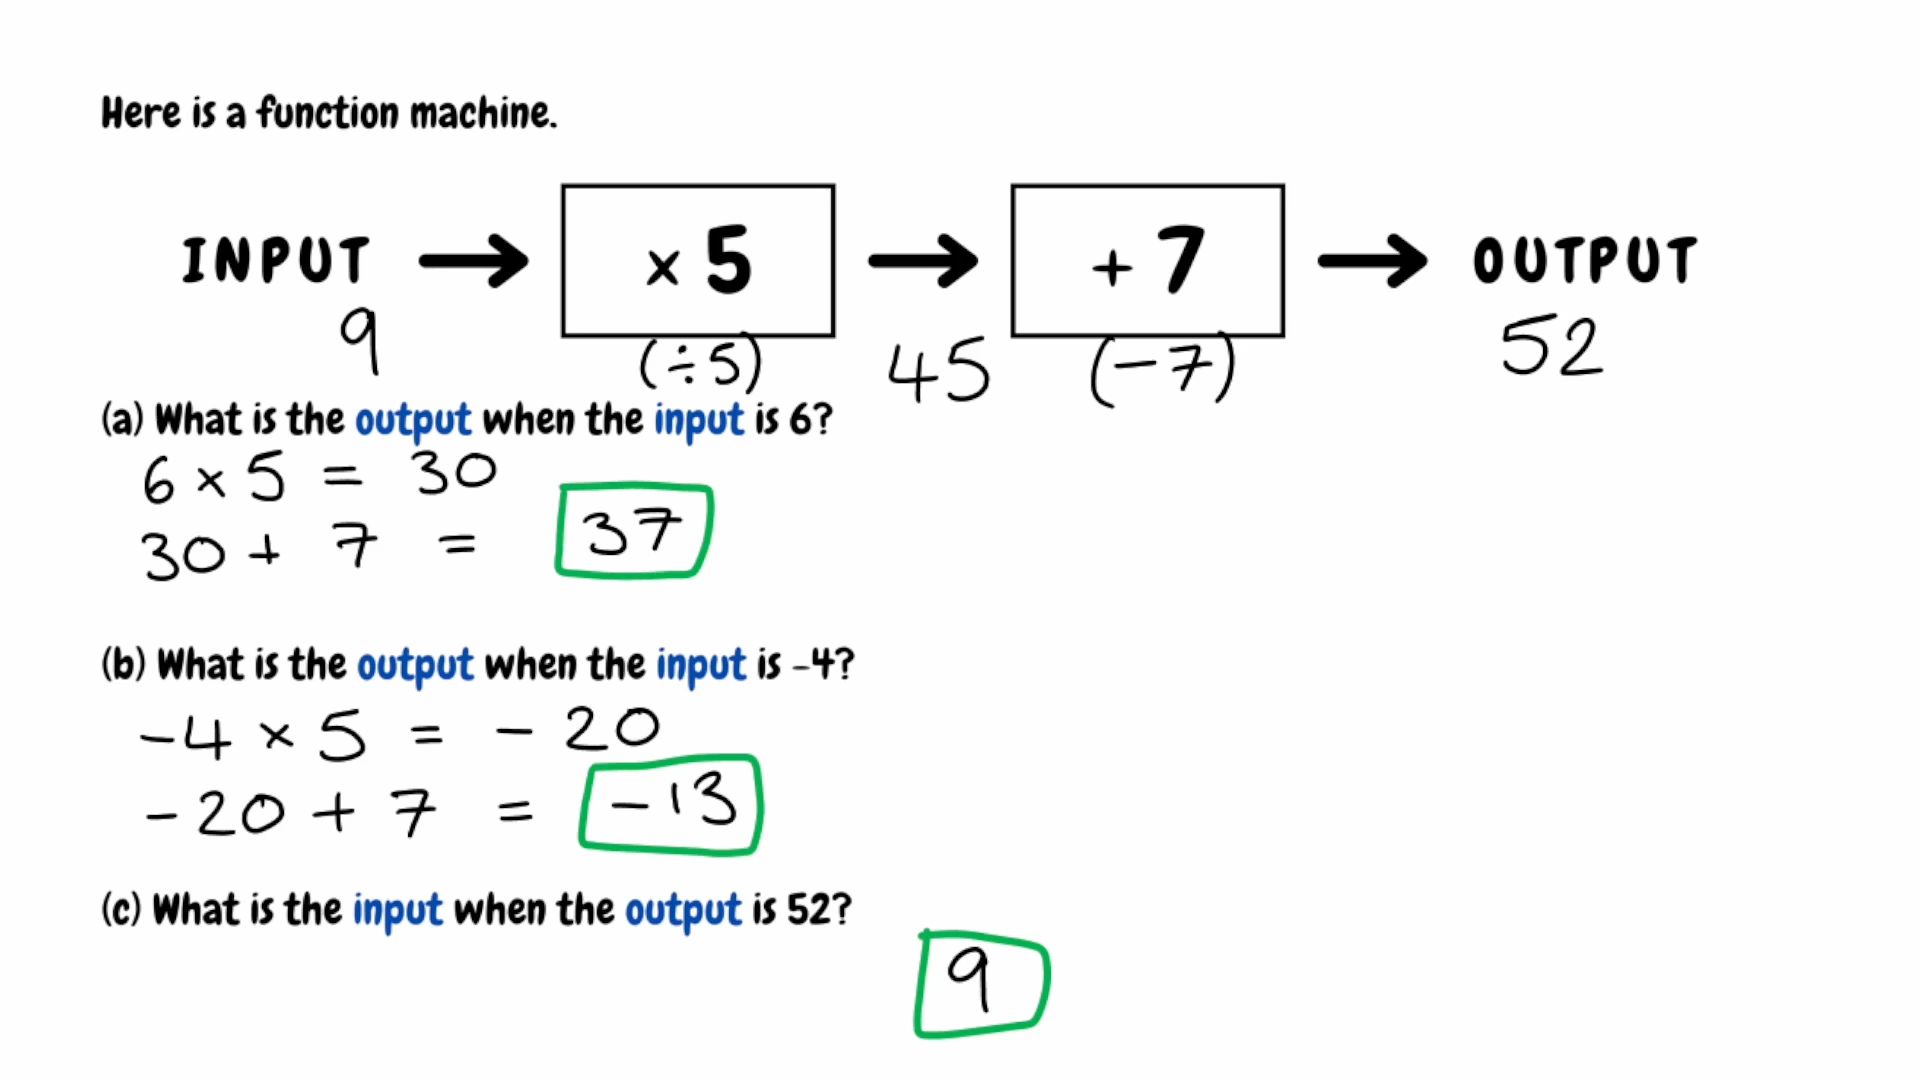 Here is a function machine.
INPUT → × 5 → + 7 → OUTPUT
9 (÷5) 45 (−7) 52
(a) What is the output when the input is 6?
6 × 5 = 30
30 + 7 = 37
(b) What is the output when the input is −4?
−4 × 5 = −20
−20 + 7 = −13
(c) What is the input when the output is 52?
9